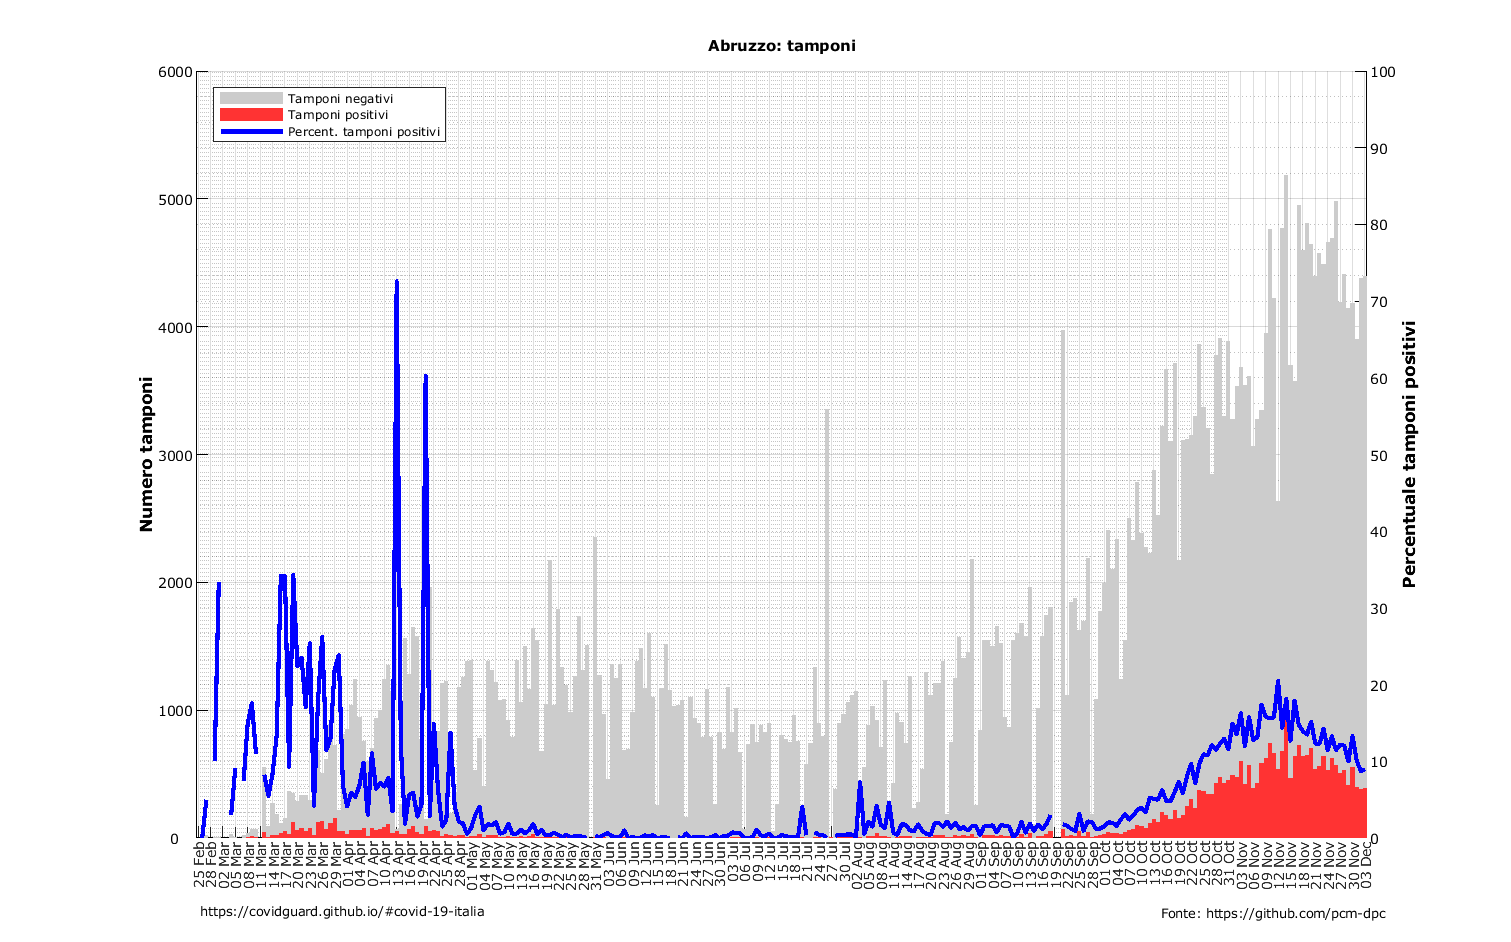 Abruzzo: tamponi
Tamponi negativi
Tamponi positivi
Percent. tamponi positivi
Numero tamponi
6000
5000
4000
3000
2000
1000
0
Percentuale tamponi positivi
100
90
80
70
60
50
40
30
20
10
0
25 Feb
28 Feb
02 Mar
05 Mar
08 Mar
11 Mar
14 Mar
17 Mar
20 Mar
23 Mar
26 Mar
29 Mar
01 Apr
04 Apr
07 Apr
10 Apr
13 Apr
16 Apr
19 Apr
22 Apr
25 Apr
28 Apr
01 May
04 May
07 May
10 May
13 May
16 May
19 May
22 May
25 May
28 May
31 May
03 Jun
06 Jun
09 Jun
12 Jun
15 Jun
18 Jun
21 Jun
24 Jun
27 Jun
30 Jun
03 Jul
06 Jul
09 Jul
12 Jul
15 Jul
18 Jul
21 Jul
24 Jul
27 Jul
30 Jul
02 Aug
05 Aug
08 Aug
11 Aug
14 Aug
17 Aug
20 Aug
23 Aug
26 Aug
29 Aug
01 Sep
04 Sep
07 Sep
10 Sep
13 Sep
16 Sep
19 Sep
22 Sep
25 Sep
28 Sep
01 Oct
04 Oct
07 Oct
10 Oct
13 Oct
16 Oct
19 Oct
22 Oct
25 Oct
28 Oct
31 Oct
03 Nov
06 Nov
09 Nov
12 Nov
15 Nov
18 Nov
21 Nov
24 Nov
27 Nov
30 Nov
03 Dec
https://covidguard.github.io/#covid-19-italia
Fonte: https://github.com/pcm-dpc